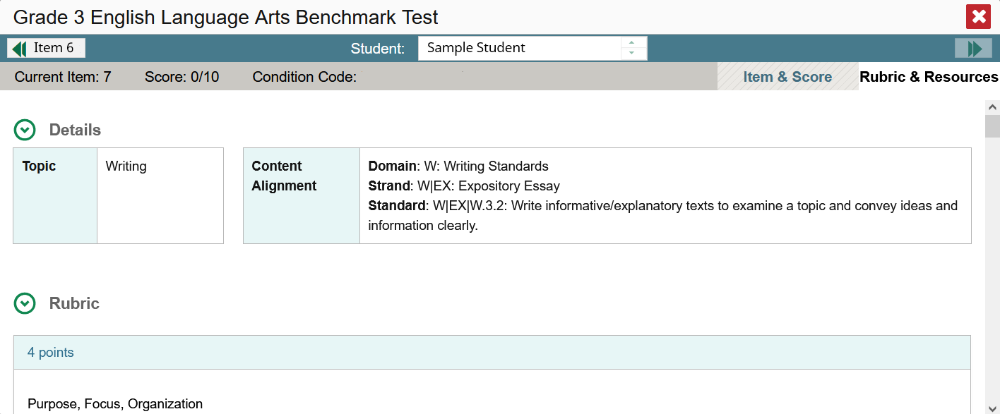 Grade 3 English Language Arts Benchmark Test
Item 6
Student:
Sample Student
Current Item: 7
Score: 0/10
Condition Code:
Item & Score
Rubric & Resources
Details
Topic
Writing
Content
Alignment
Domain: W: Writing Standards
Strand: W|EX: Expository Essay
Standard: W|EX|W.3.2: Write informative/explanatory texts to examine a topic and convey ideas and
information clearly.
Rubric
4 points
Purpose, Focus, Organization